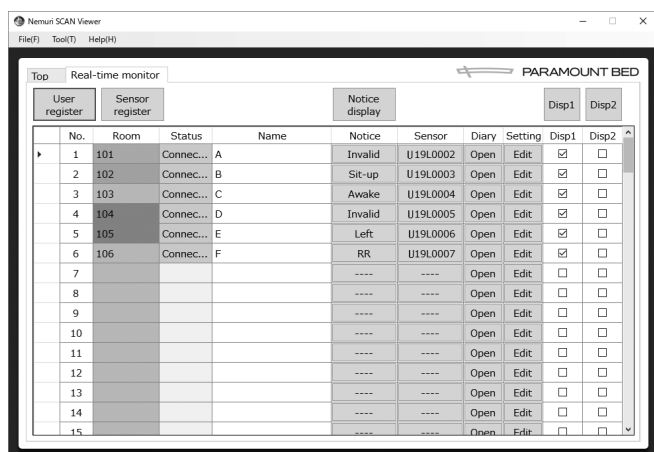 Nemuri SCAN Viewer
File(F) Tool(T) Help(H)
Top Real-time monitor PARAMOUNT BED
User register Sensor register Notice display Disp1 Disp2
No. Room Status Name Notice Sensor Diary Setting Disp1 Disp2
1 101 Connec... A Invalid IJ19L0002 Open Edit
2 102 Connec... B Sit-up IJ19L0003 Open Edit
3 103 Connec... C Awake IJ19L0004 Open Edit
4 104 Connec... D Invalid IJ19L0005 Open Edit
5 105 Connec... E Left IJ19L0006 Open Edit
6 106 Connec... F RR IJ19L0007 Open Edit
7 ---- ---- Open Edit
8 ---- ---- Open Edit
9 ---- ---- Open Edit
10 ---- ---- Open Edit
11 ---- ---- Open Edit
12 ---- ---- Open Edit
13 ---- ---- Open Edit
14 ---- ---- Open Edit
15 ---- ---- Open Edit